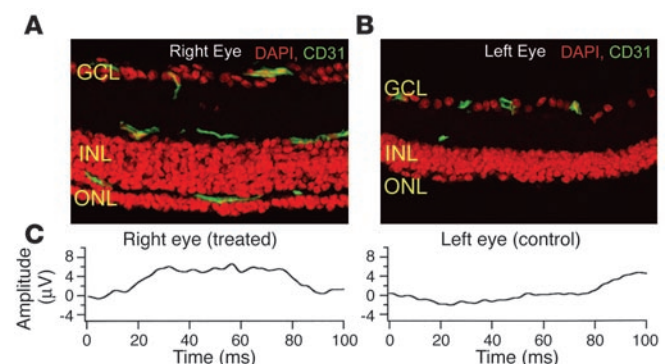 A
Right Eye DAPI, CD31
GCL
INL
ONL
B
Left Eye DAPI, CD31
GCL
INL
ONL
C
Right eye (treated)
Amplitude
(μV)
8
4
0
-4
0 20 40 60 80 100
Time (ms)
Left eye (control)
8
4
0
-4
0 20 40 60 80 100
Time (ms)